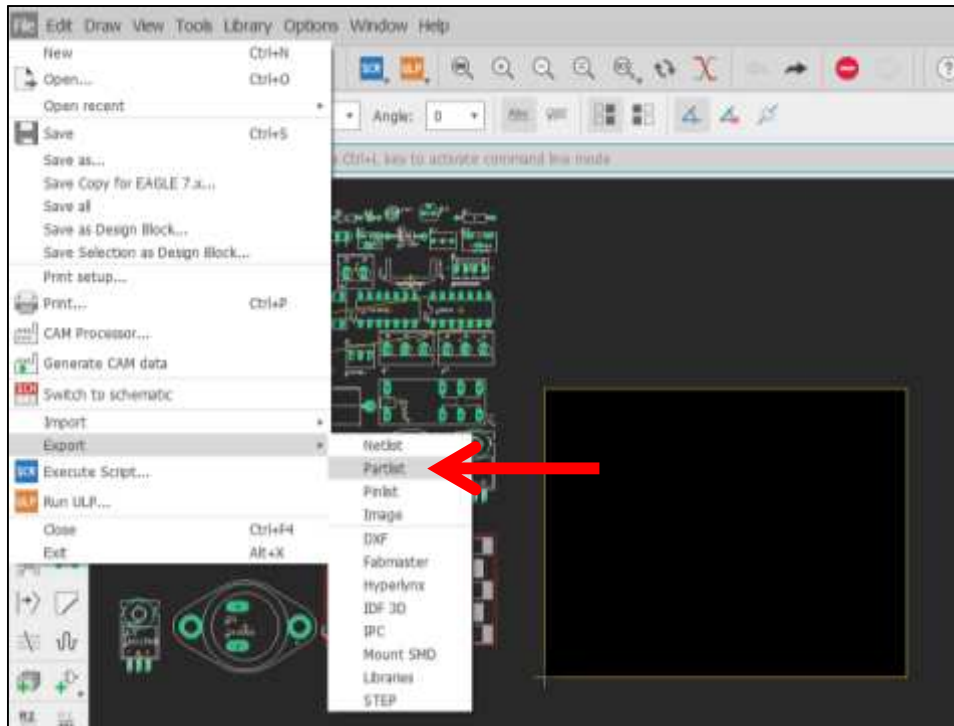 File Edit Draw View Tools Library Options Window Help
New Ctrl+N
Open... Ctrl+O
Open recent
Angle: 0
Save Ctrl+S
Save as...
Ctrl+L key to activate command line mode
Save Copy for EAGLE 7.x...
Save all
Save as Design Block...
Save Selection as Design Block...
Print setup...
Print... Ctrl+P
CAM Processor...
Generate CAM data
Switch to schematic
Import
Export
Netlist
SCR Execute Script...
Partlist
ULP Run ULP...
Pinlist
Image
Close Ctrl+F4
DXF
Exit Alt+X
Fabmaster
Hyperlynx
IDF 3D
IPC
Mount SMD
Libraries
STEP